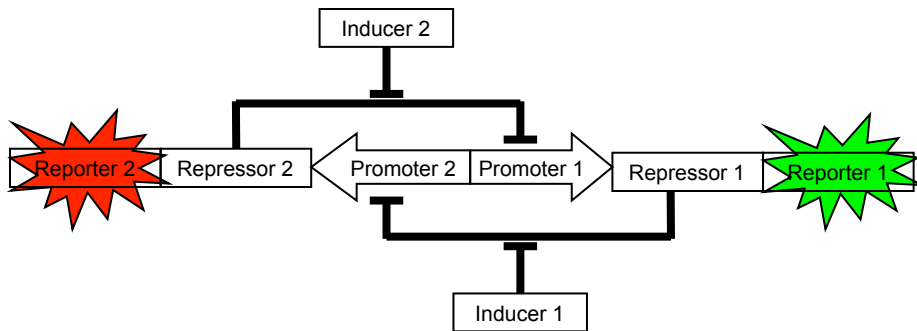 Inducer 2
Reporter 2 Repressor 2 Promoter 2 Promoter 1 Repressor 1 Reporter 1
Inducer 1